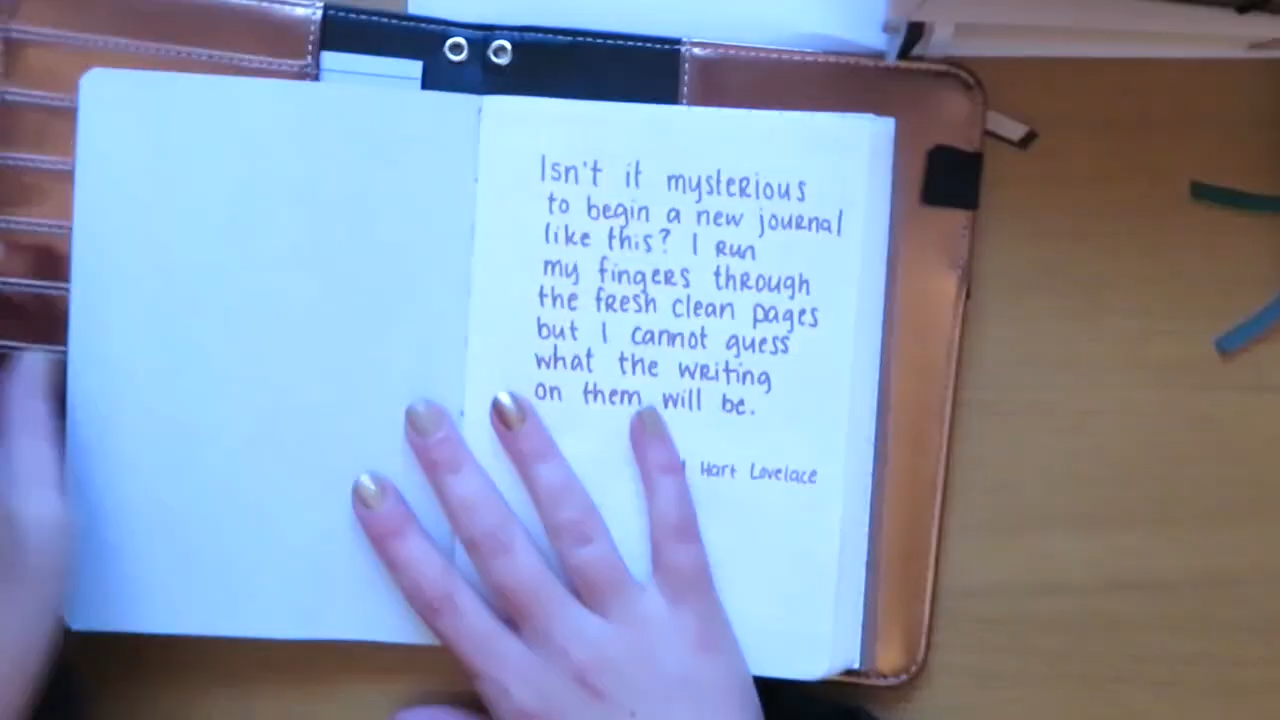 Isn't it mysterious
to begin a new journal
like this? I run
my fingers through
the fresh clean pages
but I cannot guess
what the writing
on them will be.
Hart Lovelace